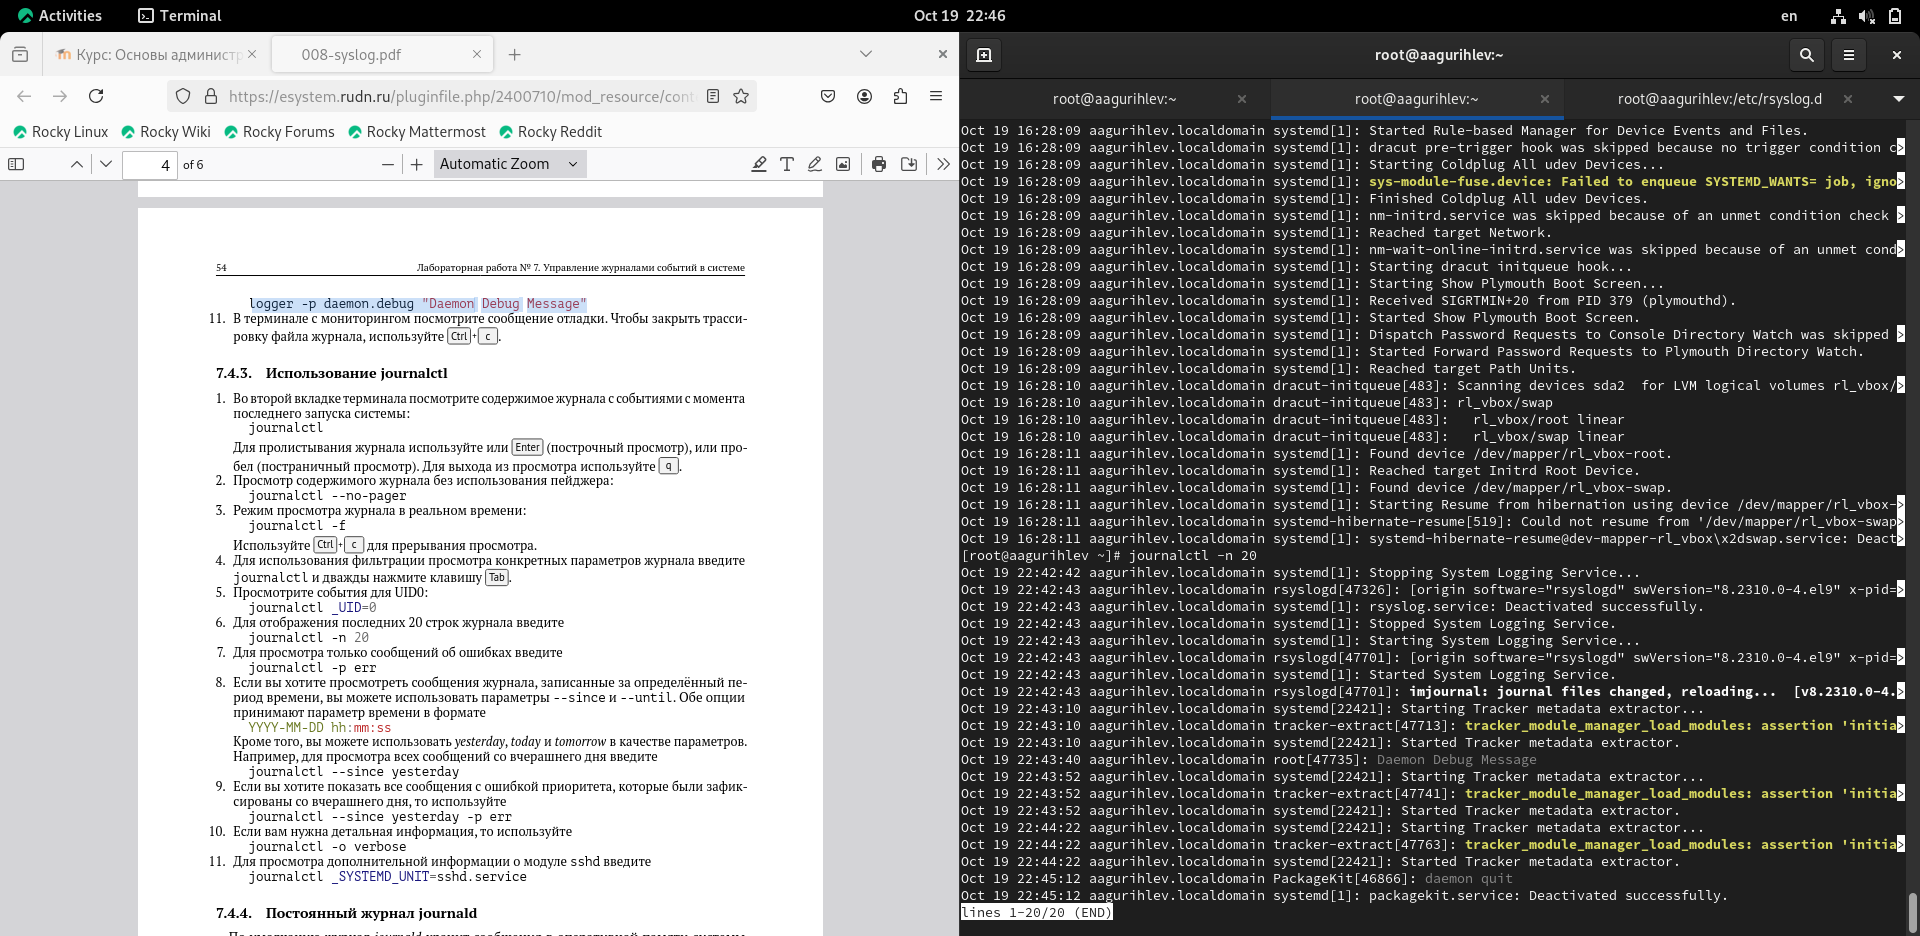 Activities
Terminal
Oct 19 22:46
en
Курс: Основы админист
008-syslog.pdf
https://esystem.rudn.ru/pluginfile.php/2400710/mod_resource/cont
Rocky Linux
Rocky Wiki
Rocky Forums
Rocky Mattermost
Rocky Reddit
4 of 6
Automatic Zoom
54 Лабораторная работа № 7. Управление журналами событий в системе
logger -p daemon.debug "Daemon Debug Message"
11. В терминале с мониторингом посмотрите сообщение отладки. Чтобы закрыть трасси-
ровку файла журнала, используйте Ctrl + c .
7.4.3. Использование journalctl
1. Во второй вкладке терминала посмотрите содержимое журнала с событиями с момента
последнего запуска системы:
journalctl
Для пролистывания журнала используйте или Enter (построчный просмотр), или про-
бел (постраничный просмотр). Для выхода из просмотра используйте q .
2. Просмотр содержимого журнала без использования пейджера:
journalctl --no-pager
3. Режим просмотра журнала в реальном времени:
journalctl -f
Используйте Ctrl + c для прерывания просмотра.
4. Для использования фильтрации просмотра конкретных параметров журнала введите
journalctl и дважды нажмите клавишу Tab .
5. Просмотрите события для UID0:
journalctl _UID=0
6. Для отображения последних 20 строк журнала введите
journalctl -n 20
7. Для просмотра только сообщений об ошибках введите
journalctl -p err
8. Если вы хотите просмотреть сообщения журнала, записанные за определённый пе-
риод времени, вы можете использовать параметры --since и --until. Обе опции
принимают параметр времени в формате
YYYY-MM-DD hh:mm:ss
Кроме того, вы можете использовать yesterday, today и tomorrow в качестве параметров.
Например, для просмотра всех сообщений со вчерашнего дня введите
journalctl --since yesterday
9. Если вы хотите показать все сообщения с ошибкой приоритета, которые были зафик-
сированы со вчерашнего дня, то используйте
journalctl --since yesterday -p err
10. Если вам нужна детальная информация, то используйте
journalctl -o verbose
11. Для просмотра дополнительной информации о модуле sshd введите
journalctl _SYSTEMD_UNIT=sshd.service
7.4.4. Постоянный журнал journald
root@aagurihlev:~
root@aagurihlev:~
root@aagurihlev:~
root@aagurihlev:/etc/rsyslog.d
Oct 19 16:28:09 aagurihlev.localdomain systemd[1]: Started Rule-based Manager for Device Events and Files.
Oct 19 16:28:09 aagurihlev.localdomain systemd[1]: dracut pre-trigger hook was skipped because no trigger condition c>
Oct 19 16:28:09 aagurihlev.localdomain systemd[1]: Starting Coldplug All udev Devices...
Oct 19 16:28:09 aagurihlev.localdomain systemd[1]: sys-module-fuse.device: Failed to enqueue SYSTEMD_WANTS= job, igno>
Oct 19 16:28:09 aagurihlev.localdomain systemd[1]: Finished Coldplug All udev Devices.
Oct 19 16:28:09 aagurihlev.localdomain systemd[1]: nm-initrd.service was skipped because of an unmet condition check >
Oct 19 16:28:09 aagurihlev.localdomain systemd[1]: Reached target Network.
Oct 19 16:28:09 aagurihlev.localdomain systemd[1]: nm-wait-online-initrd.service was skipped because of an unmet cond>
Oct 19 16:28:09 aagurihlev.localdomain systemd[1]: Starting dracut initqueue hook...
Oct 19 16:28:09 aagurihlev.localdomain systemd[1]: Starting Show Plymouth Boot Screen...
Oct 19 16:28:09 aagurihlev.localdomain systemd[1]: Received SIGRTMIN+20 from PID 379 (plymouthd).
Oct 19 16:28:09 aagurihlev.localdomain systemd[1]: Started Show Plymouth Boot Screen.
Oct 19 16:28:09 aagurihlev.localdomain systemd[1]: Dispatch Password Requests to Console Directory Watch was skipped >
Oct 19 16:28:09 aagurihlev.localdomain systemd[1]: Started Forward Password Requests to Plymouth Directory Watch.
Oct 19 16:28:09 aagurihlev.localdomain systemd[1]: Reached target Path Units.
Oct 19 16:28:10 aagurihlev.localdomain dracut-initqueue[483]: Scanning devices sda2  for LVM logical volumes rl_vbox/>
Oct 19 16:28:10 aagurihlev.localdomain dracut-initqueue[483]: rl_vbox/swap
Oct 19 16:28:10 aagurihlev.localdomain dracut-initqueue[483]:   rl_vbox/root linear
Oct 19 16:28:10 aagurihlev.localdomain dracut-initqueue[483]:   rl_vbox/swap linear
Oct 19 16:28:11 aagurihlev.localdomain systemd[1]: Found device /dev/mapper/rl_vbox-root.
Oct 19 16:28:11 aagurihlev.localdomain systemd[1]: Reached target Initrd Root Device.
Oct 19 16:28:11 aagurihlev.localdomain systemd[1]: Found device /dev/mapper/rl_vbox-swap.
Oct 19 16:28:11 aagurihlev.localdomain systemd[1]: Starting Resume from hibernation using device /dev/mapper/rl_vbox->
Oct 19 16:28:11 aagurihlev.localdomain systemd-hibernate-resume[519]: Could not resume from '/dev/mapper/rl_vbox-swap>
Oct 19 16:28:11 aagurihlev.localdomain systemd[1]: systemd-hibernate-resume@dev-mapper-rl_vbox\x2dswap.service: Deact>
[root@aagurihlev ~]# journalctl -n 20
Oct 19 22:42:42 aagurihlev.localdomain systemd[1]: Stopping System Logging Service...
Oct 19 22:42:43 aagurihlev.localdomain rsyslogd[47326]: [origin software="rsyslogd" swVersion="8.2310.0-4.el9" x-pid=>
Oct 19 22:42:43 aagurihlev.localdomain systemd[1]: rsyslog.service: Deactivated successfully.
Oct 19 22:42:43 aagurihlev.localdomain systemd[1]: Stopped System Logging Service.
Oct 19 22:42:43 aagurihlev.localdomain systemd[1]: Starting System Logging Service...
Oct 19 22:42:43 aagurihlev.localdomain rsyslogd[47701]: [origin software="rsyslogd" swVersion="8.2310.0-4.el9" x-pid=>
Oct 19 22:42:43 aagurihlev.localdomain systemd[1]: Started System Logging Service.
Oct 19 22:42:43 aagurihlev.localdomain rsyslogd[47701]: imjournal: journal files changed, reloading...  [v8.2310.0-4.>
Oct 19 22:43:10 aagurihlev.localdomain systemd[22421]: Starting Tracker metadata extractor...
Oct 19 22:43:10 aagurihlev.localdomain tracker-extract[47713]: tracker_module_manager_load_modules: assertion 'initia>
Oct 19 22:43:10 aagurihlev.localdomain systemd[22421]: Started Tracker metadata extractor.
Oct 19 22:43:40 aagurihlev.localdomain root[47735]: Daemon Debug Message
Oct 19 22:43:52 aagurihlev.localdomain systemd[22421]: Starting Tracker metadata extractor...
Oct 19 22:43:52 aagurihlev.localdomain tracker-extract[47741]: tracker_module_manager_load_modules: assertion 'initia>
Oct 19 22:43:52 aagurihlev.localdomain systemd[22421]: Started Tracker metadata extractor.
Oct 19 22:44:22 aagurihlev.localdomain systemd[22421]: Starting Tracker metadata extractor...
Oct 19 22:44:22 aagurihlev.localdomain tracker-extract[47763]: tracker_module_manager_load_modules: assertion 'initia>
Oct 19 22:44:22 aagurihlev.localdomain systemd[22421]: Started Tracker metadata extractor.
Oct 19 22:45:12 aagurihlev.localdomain PackageKit[46866]: daemon quit
Oct 19 22:45:12 aagurihlev.localdomain systemd[1]: packagekit.service: Deactivated successfully.
lines 1-20/20 (END)